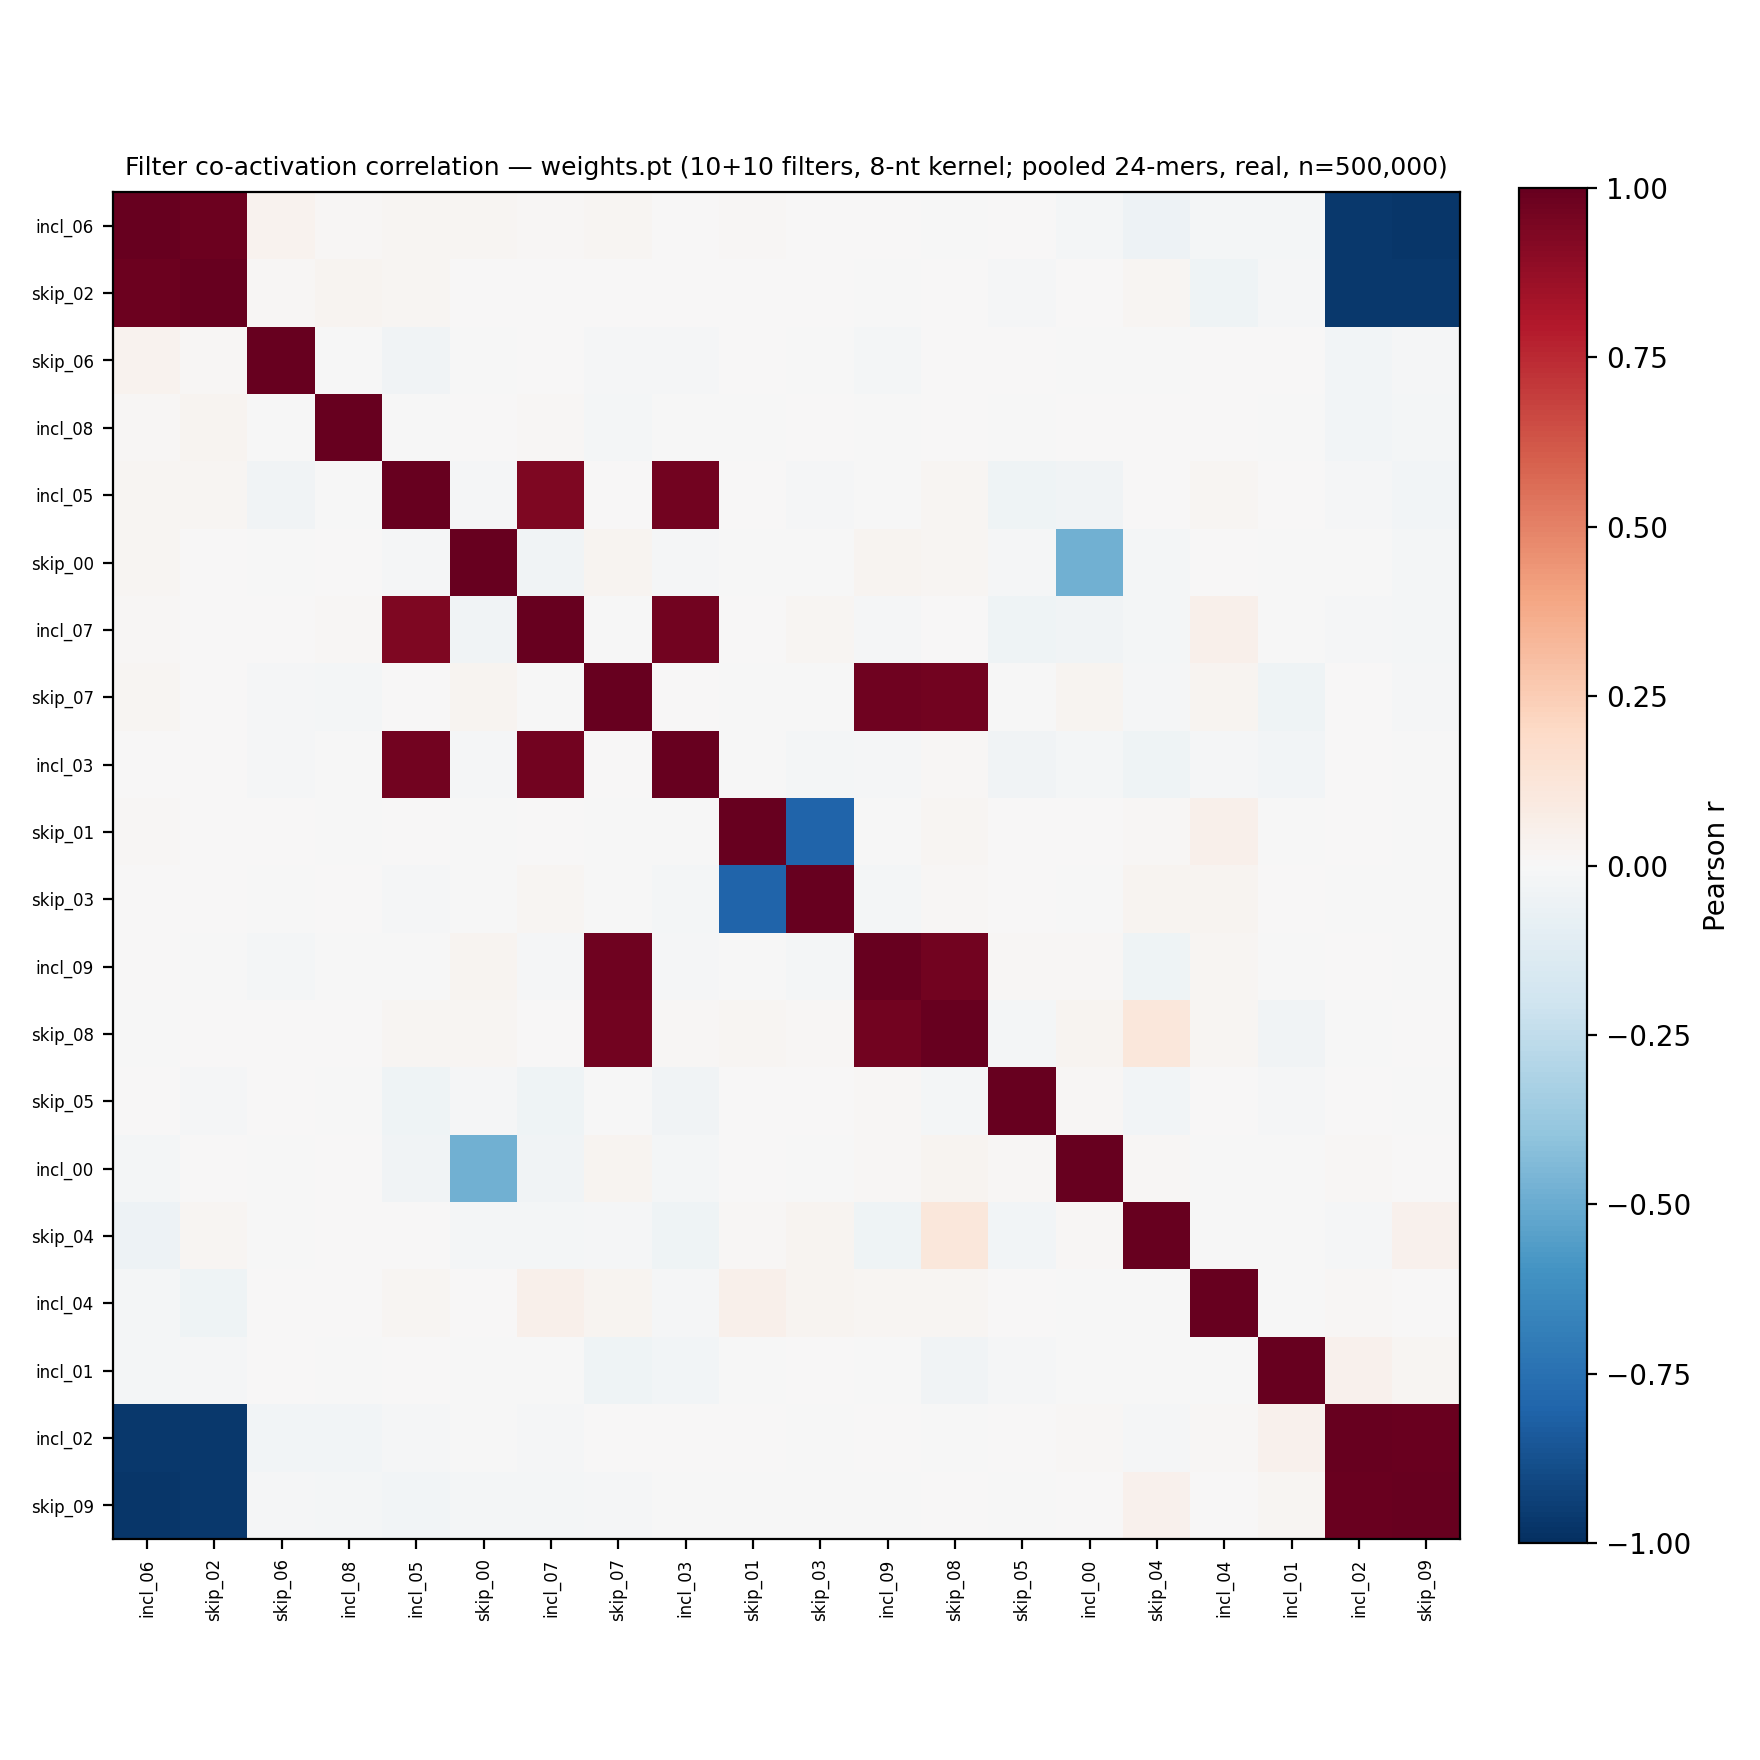 Filter co-activation correlation — weights.pt (10+10 filters, 8-nt kernel; pooled 24-mers, real, n=500,000)
incl_06
skip_02
skip_06
incl_08
incl_05
skip_00
incl_07
skip_07
incl_03
skip_01
skip_03
incl_09
skip_08
skip_05
incl_00
skip_04
incl_04
incl_01
incl_02
skip_09
incl_06
skip_02
skip_06
incl_08
incl_05
skip_00
incl_07
skip_07
incl_03
skip_01
skip_03
incl_09
skip_08
skip_05
incl_00
skip_04
incl_04
incl_01
incl_02
skip_09
1.00
0.75
0.50
0.25
0.00
−0.25
−0.50
−0.75
−1.00
Pearson r